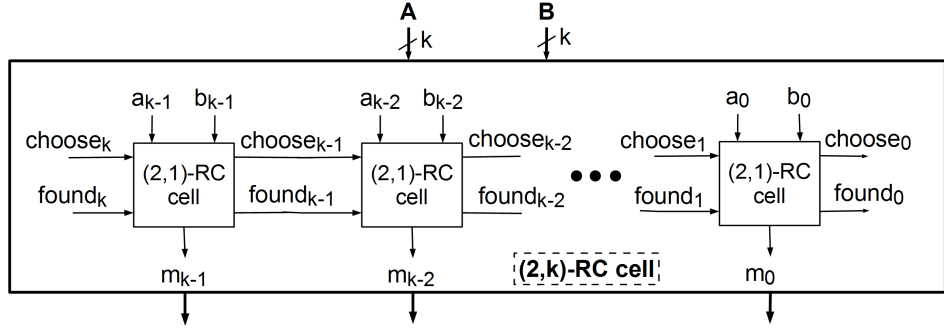 A B
k k
a_{k-1} b_{k-1} a_{k-2} b_{k-2} a_0 b_0
choose_k choose_{k-1} choose_{k-2} choose_1 choose_0
(2,1)-RC (2,1)-RC (2,1)-RC
cell cell cell
found_k found_{k-1} found_{k-2} found_1 found_0
(2,k)-RC cell
m_{k-1} m_{k-2} m_0